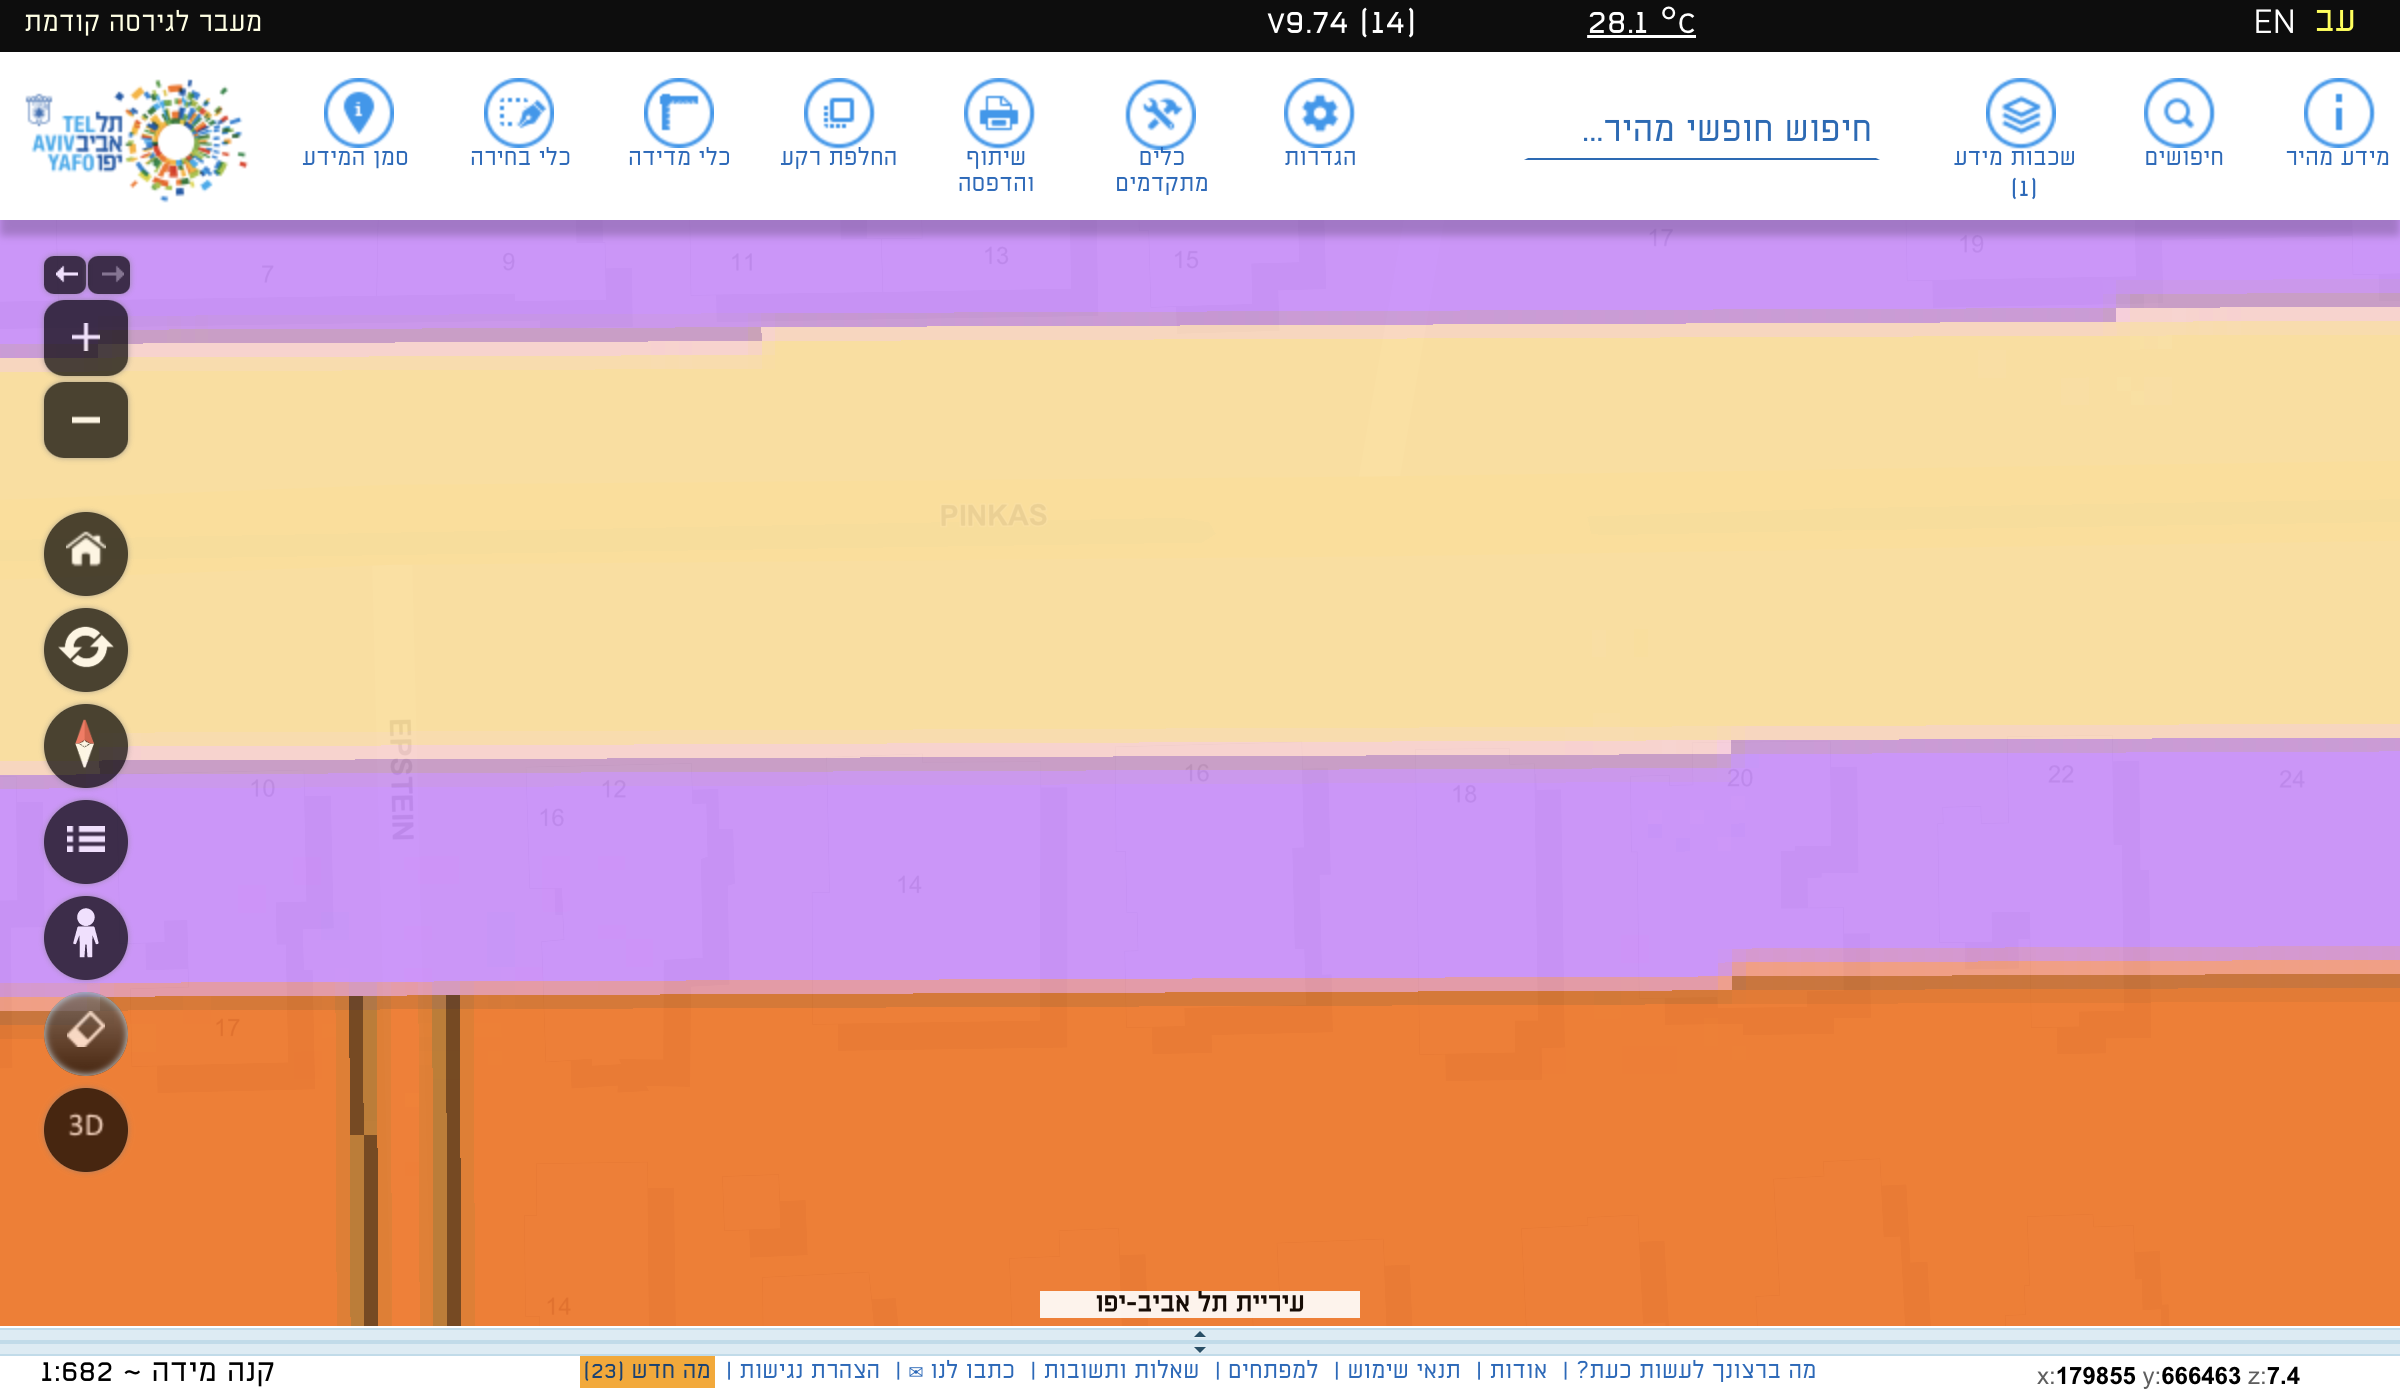 עב EN
28.1 °C
V9.74 (14)
מעבר לגירסה קודמת
מידע מהיר
חיפושים
שכבות מידע
(1)
חיפוש חופשי מהיר...
הגדרות
כלים
מתקדמים
שיתוף
והדפסה
החלפת רקע
כלי מדידה
כלי בחירה
סמן המידע
TEL תל
AVIV אביב
YAFO יפו
7 9 11 13 15 17 19
PINKAS
EPSTEIN
10 16 12 14 16 18 20 22 24
17
3D
14
עיריית תל אביב-יפו
קנה מידה ~ 1:682
מה ברצונך לעשות כעת? | אודות | תנאי שימוש | למפתחים | שאלות ותשובות | כתבו לנו ✉ | הצהרת נגישות | מה חדש (23)
x:179855 y:666463 z:7.4